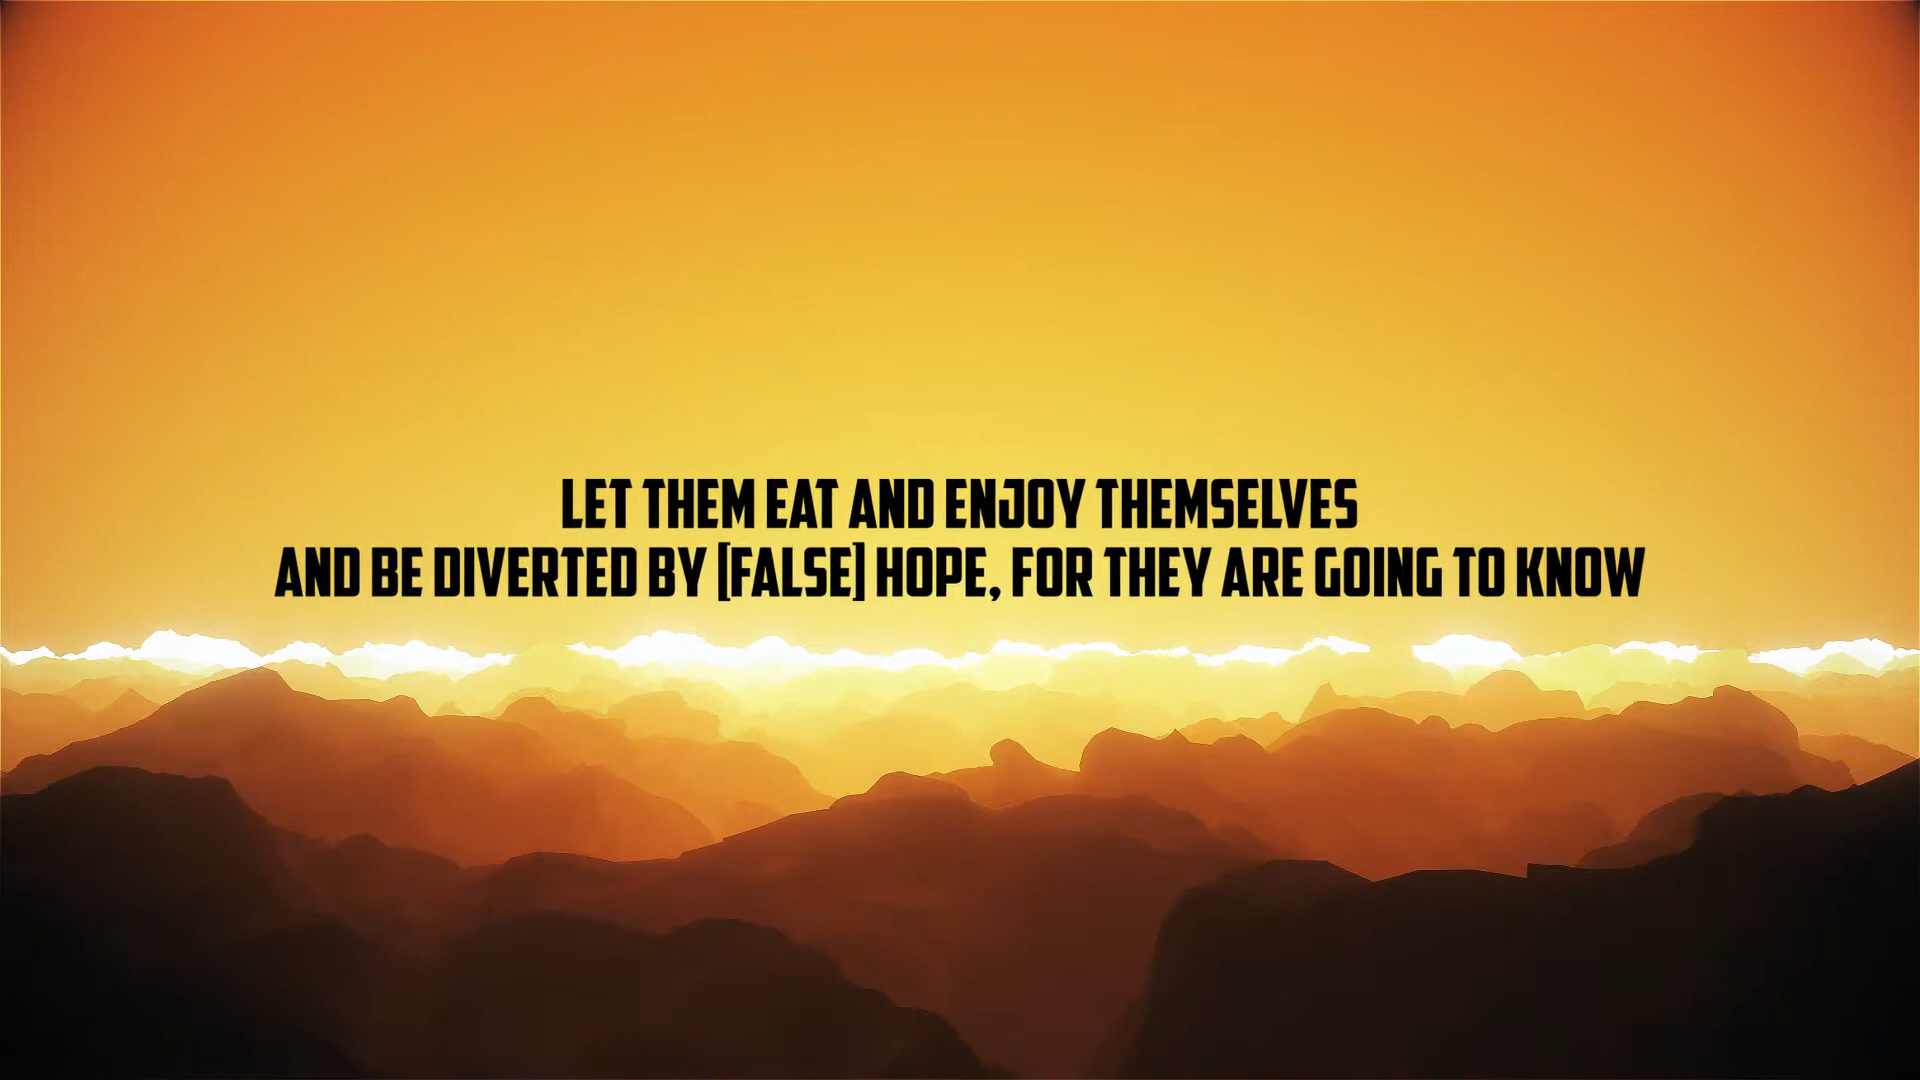 LET THEM EAT AND ENJOY THEMSELVES
AND BE DIVERTED BY [FALSE] HOPE, FOR THEY ARE GOING TO KNOW